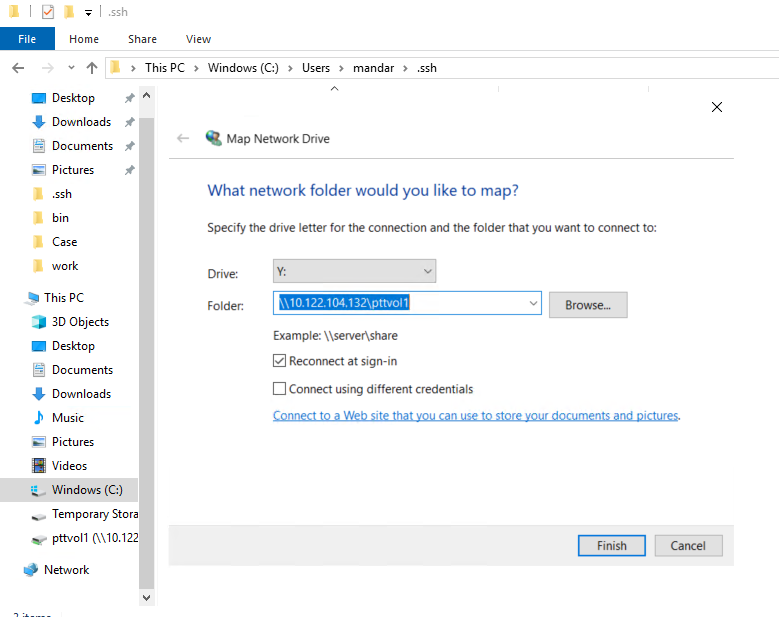 .ssh
File Home Share View
This PC > Windows (C:) > Users > mandar > .ssh
Desktop
Downloads
Documents
Pictures
.ssh
bin
Case
work
This PC
3D Objects
Desktop
Documents
Downloads
Music
Pictures
Videos
Windows (C:)
Temporary Stora
pttvol1 (\\10.122
Network
Map Network Drive
What network folder would you like to map?
Specify the drive letter for the connection and the folder that you want to connect to:
Drive: Y:
Folder: \\10.122.104.132\pttvol1 Browse...
Example: \\server\share
Reconnect at sign-in
Connect using different credentials
Connect to a Web site that you can use to store your documents and pictures.
Finish Cancel